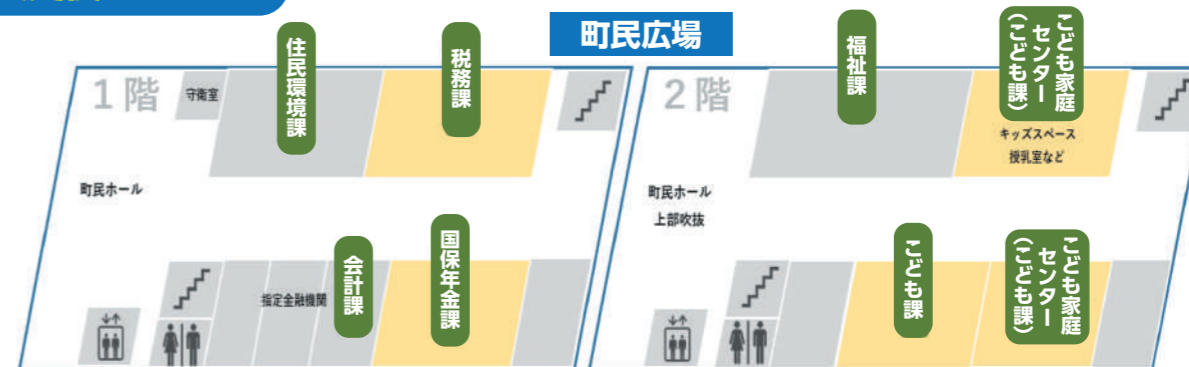 町民広場
1階
守衛室
住民環境課
税務課
町民ホール
指定金融機関
会計課
国保年金課
2階
福祉課
こども家庭
センター
(こども課)
キッズスペース
授乳室など
町民ホール
上部吹抜
こども課
こども家庭
センター
(こども課)